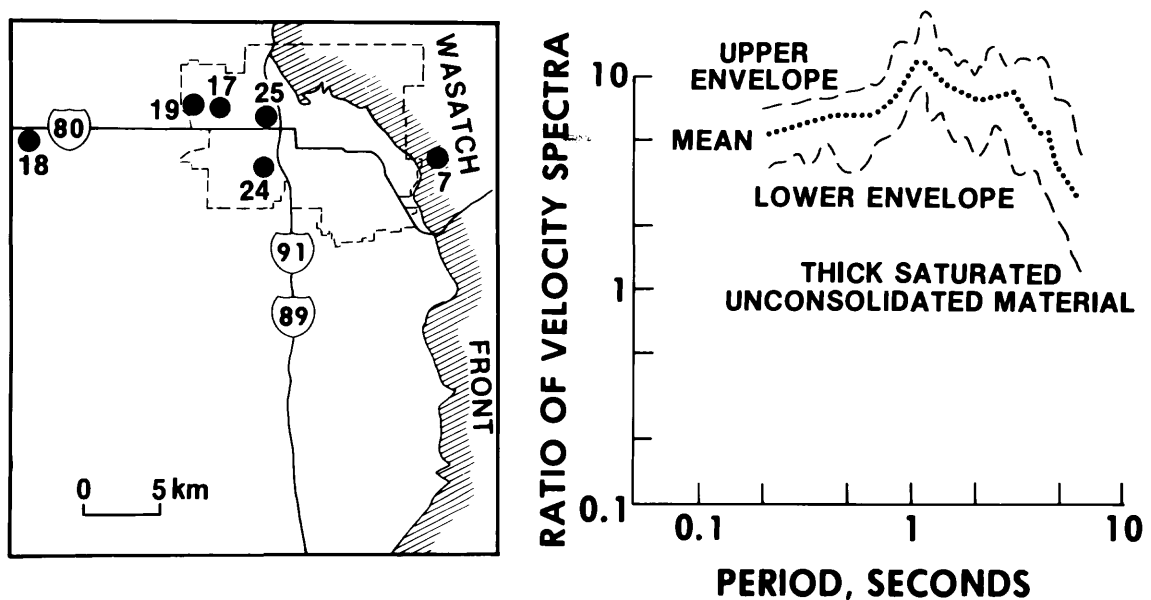 WASATCH
17
25
19
80
18
24
7
91
89
FRONT
0 5 km
RATIO OF VELOCITY SPECTRA
10
1
0.1
UPPER
ENVELOPE
MEAN
LOWER ENVELOPE
THICK SATURATED
UNCONSOLIDATED MATERIAL
0.1 1 10
PERIOD, SECONDS